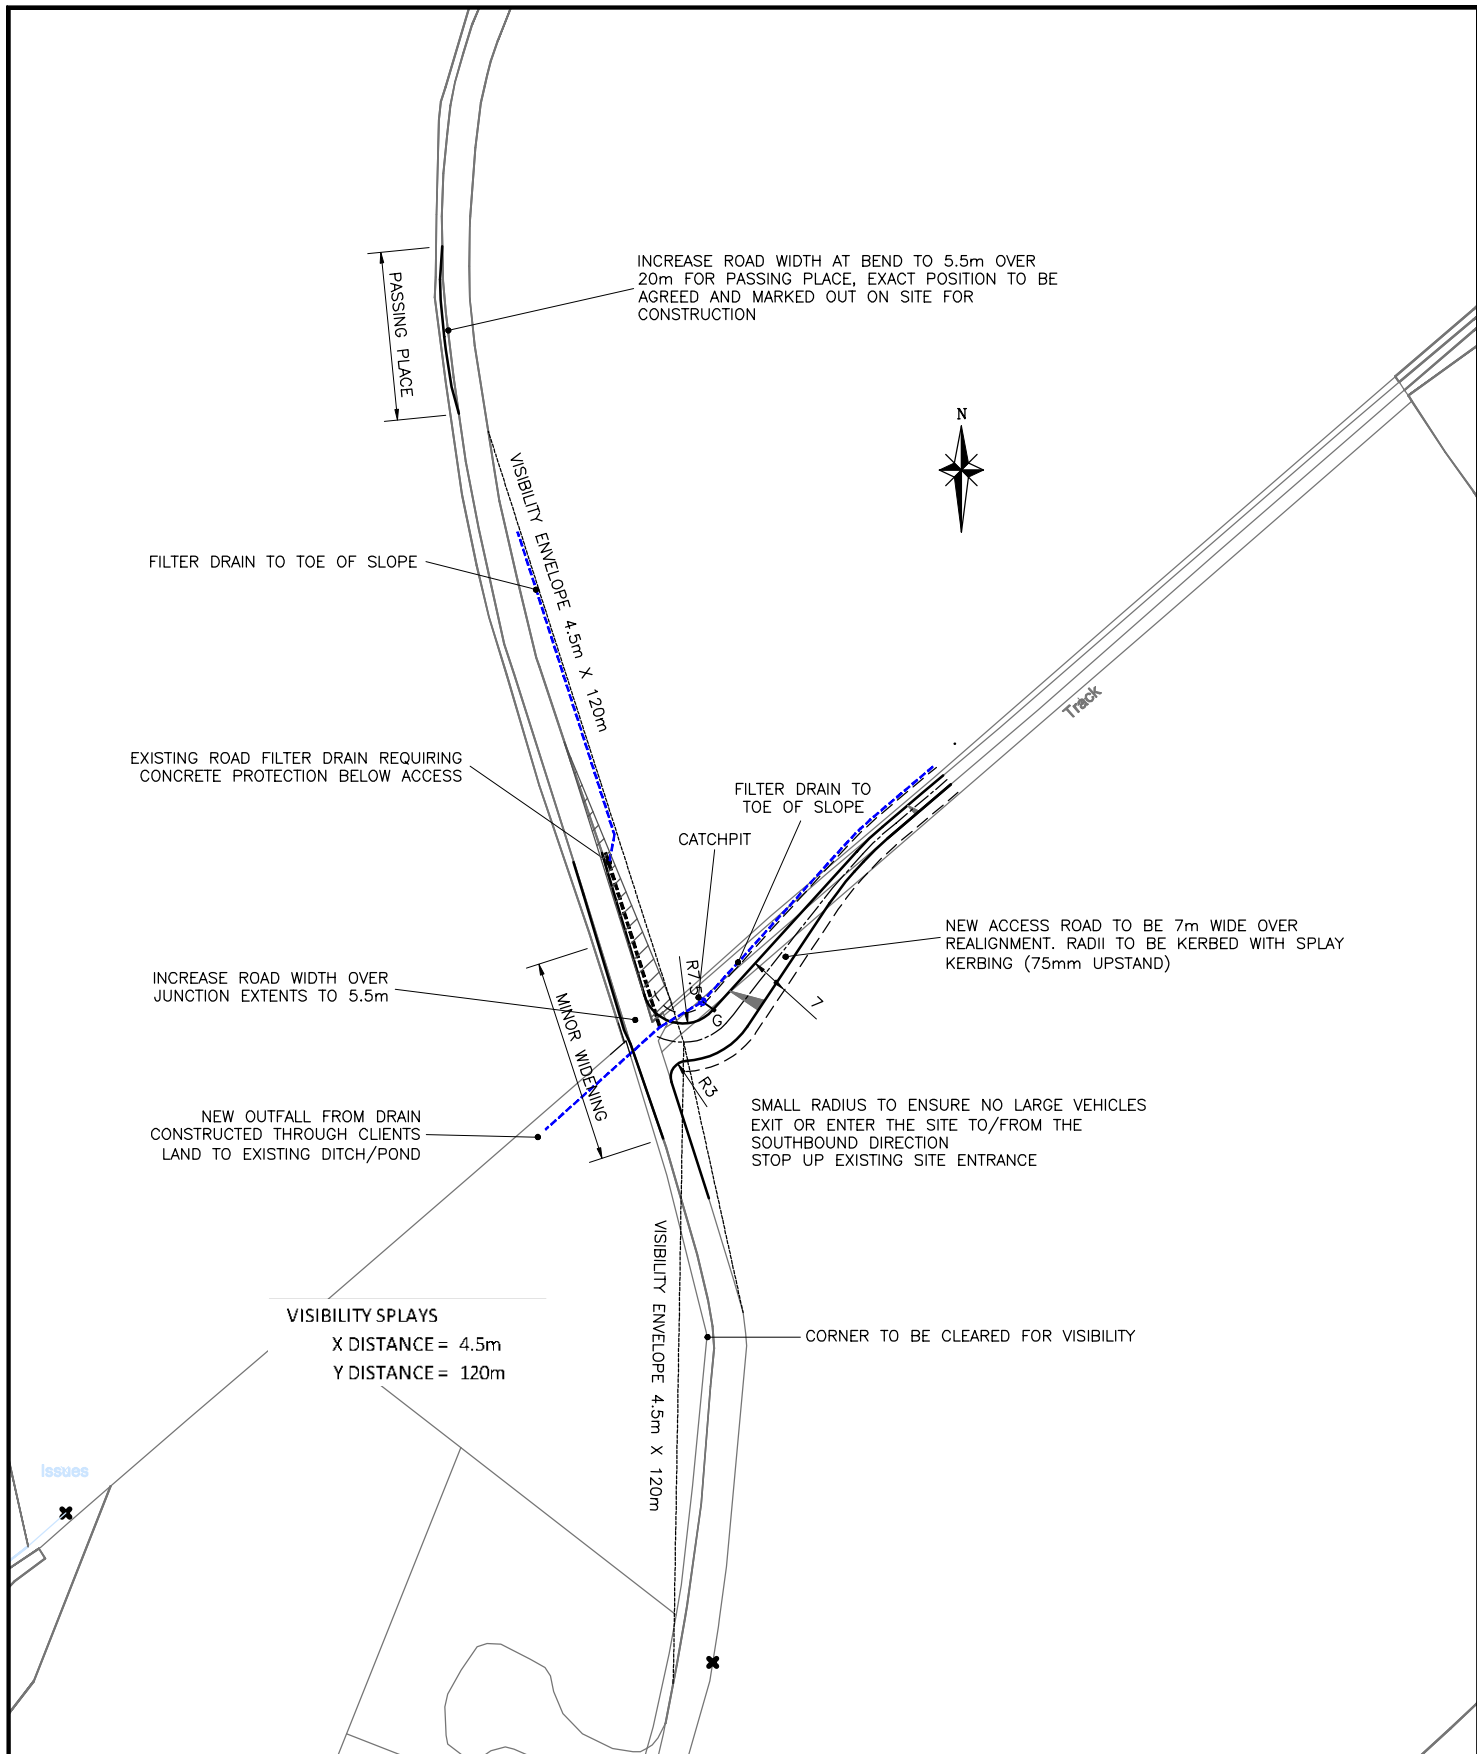 INCREASE ROAD WIDTH AT BEND TO 5.5m OVER
20m FOR PASSING PLACE, EXACT POSITION TO BE
AGREED AND MARKED OUT ON SITE FOR
CONSTRUCTION
PASSING PLACE
N
VISIBILITY ENVELOPE 4.5m X 120m
FILTER DRAIN TO TOE OF SLOPE
Track
EXISTING ROAD FILTER DRAIN REQUIRING
CONCRETE PROTECTION BELOW ACCESS
FILTER DRAIN TO
TOE OF SLOPE
CATCHPIT
NEW ACCESS ROAD TO BE 7m WIDE OVER
REALIGNMENT. RADII TO BE KERBED WITH SPLAY
KERBING (75mm UPSTAND)
INCREASE ROAD WIDTH OVER
JUNCTION EXTENTS TO 5.5m
R7.5
7
G
MINOR WIDENING
R3
SMALL RADIUS TO ENSURE NO LARGE VEHICLES
EXIT OR ENTER THE SITE TO/FROM THE
SOUTHBOUND DIRECTION
STOP UP EXISTING SITE ENTRANCE
NEW OUTFALL FROM DRAIN
CONSTRUCTED THROUGH CLIENTS
LAND TO EXISTING DITCH/POND
VISIBILITY ENVELOPE 4.5m X 120m
VISIBILITY SPLAYS
X DISTANCE = 4.5m
Y DISTANCE = 120m
CORNER TO BE CLEARED FOR VISIBILITY
Issues